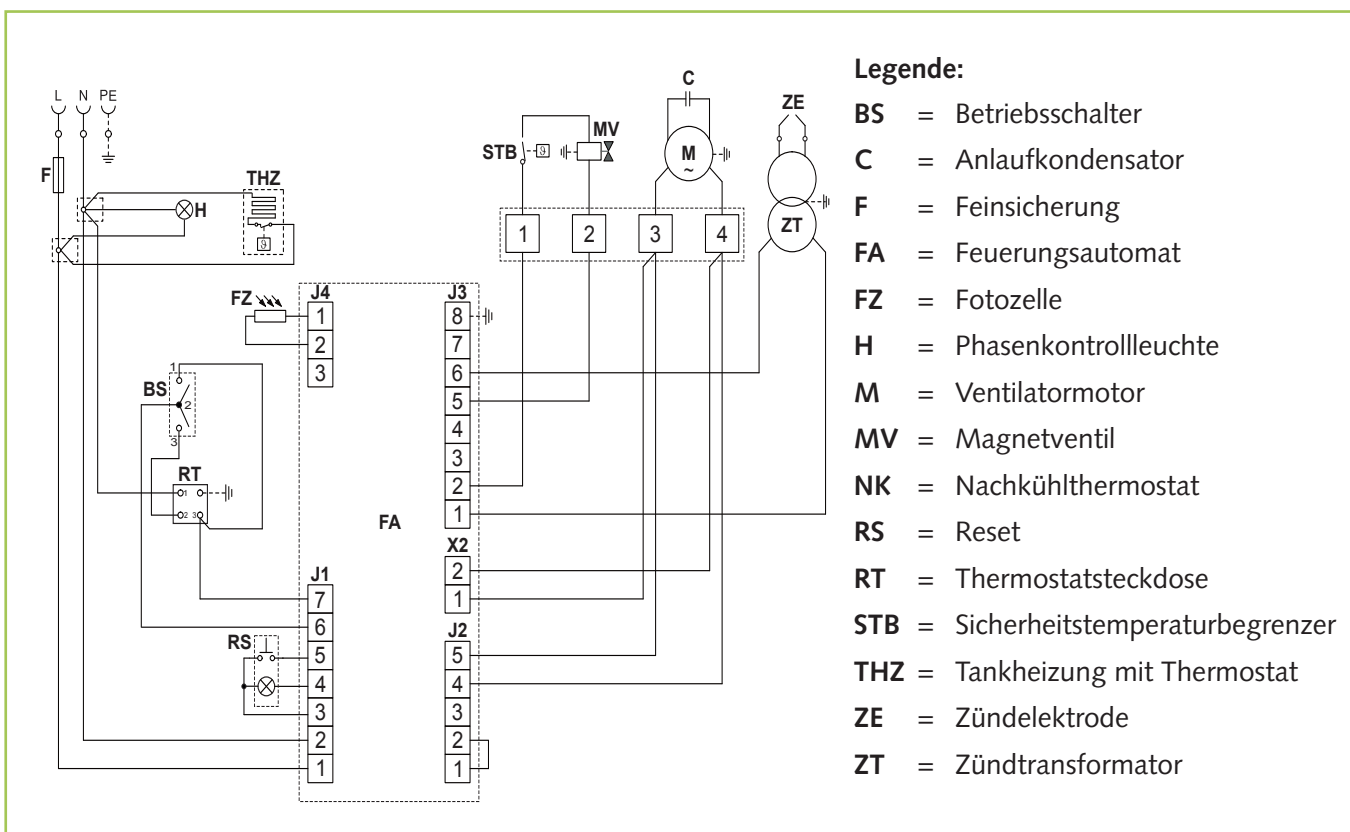 L N PE
F
THZ
H
ϑ
C
ZE
STB
ϑ
MV
M
~
ZT
1 2 3 4
FZ
J4
1
2
3
J3
8
7
6
5
4
3
2
1
BS
1
2
3
RT
1
2 3
FA
X2
2
1
J1
7
6
5
4
3
2
1
RS
J2
5
4
3
2
1
Legende:
BS = Betriebsschalter
C = Anlaufkondensator
F = Feinsicherung
FA = Feuerungsautomat
FZ = Fotozelle
H = Phasenkontrollleuchte
M = Ventilatormotor
MV = Magnetventil
NK = Nachkühlthermostat
RS = Reset
RT = Thermostatsteckdose
STB = Sicherheitstemperaturbegrenzer
THZ = Tankheizung mit Thermostat
ZE = Zündelektrode
ZT = Zündtransformator